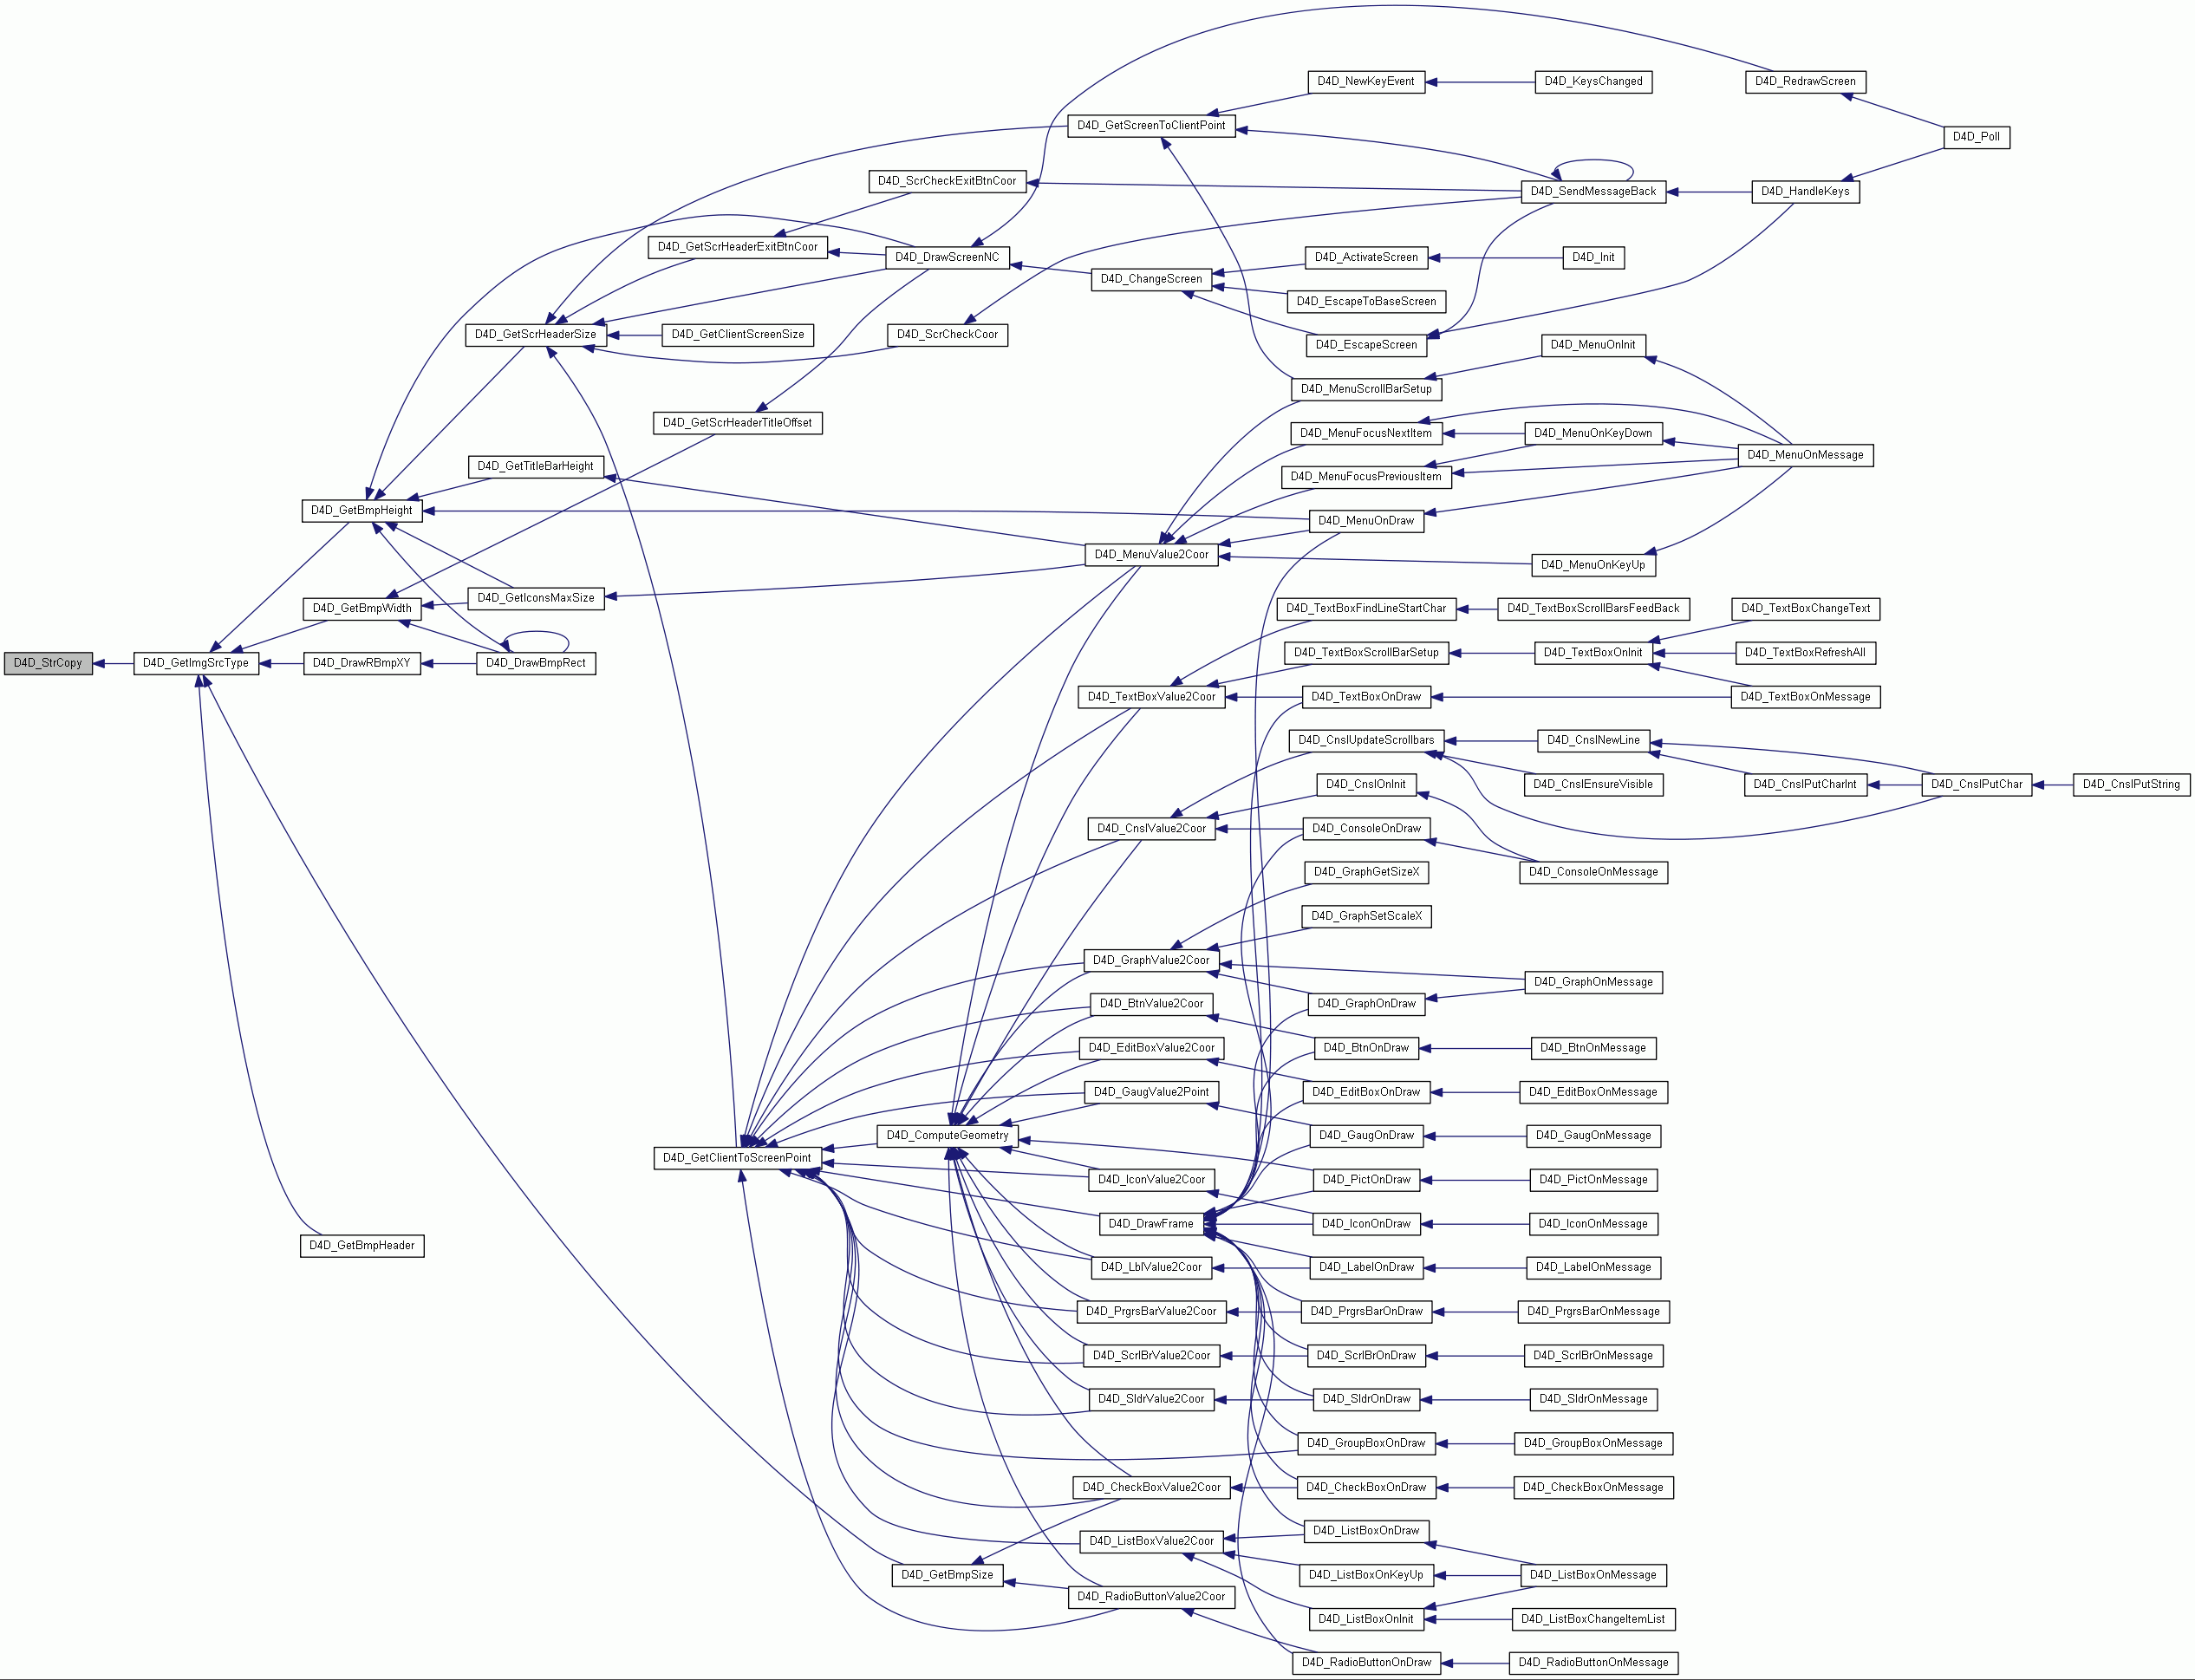 D4D_StrCopy
D4D_GetImgSrcType
D4D_GetBmpHeight
D4D_GetBmpWidth
D4D_DrawRBmpXY
D4D_GetBmpHeader
D4D_GetScrHeaderSize
D4D_GetTitleBarHeight
D4D_GetIconsMaxSize
D4D_DrawBmpRect
D4D_GetScrHeaderExitBtnCoor
D4D_GetClientScreenSize
D4D_GetScrHeaderTitleOffset
D4D_GetClientToScreenPoint
D4D_ScrCheckExitBtnCoor
D4D_DrawScreenNC
D4D_ScrCheckCoor
D4D_ComputeGeometry
D4D_GetBmpSize
D4D_GetScreenToClientPoint
D4D_ChangeScreen
D4D_MenuValue2Coor
D4D_TextBoxValue2Coor
D4D_CnslValue2Coor
D4D_GraphValue2Coor
D4D_BtnValue2Coor
D4D_EditBoxValue2Coor
D4D_GaugValue2Point
D4D_IconValue2Coor
D4D_DrawFrame
D4D_LblValue2Coor
D4D_PrgrsBarValue2Coor
D4D_ScrlBrValue2Coor
D4D_SldrValue2Coor
D4D_CheckBoxValue2Coor
D4D_ListBoxValue2Coor
D4D_RadioButtonValue2Coor
D4D_NewKeyEvent
D4D_ActivateScreen
D4D_EscapeToBaseScreen
D4D_EscapeScreen
D4D_MenuScrollBarSetup
D4D_MenuFocusNextItem
D4D_MenuFocusPreviousItem
D4D_MenuOnDraw
D4D_TextBoxFindLineStartChar
D4D_TextBoxScrollBarSetup
D4D_TextBoxOnDraw
D4D_CnslUpdateScrollbars
D4D_CnslOnInit
D4D_ConsoleOnDraw
D4D_GraphGetSizeX
D4D_GraphSetScaleX
D4D_GraphOnDraw
D4D_BtnOnDraw
D4D_EditBoxOnDraw
D4D_GaugOnDraw
D4D_PictOnDraw
D4D_IconOnDraw
D4D_LabelOnDraw
D4D_PrgrsBarOnDraw
D4D_ScrlBrOnDraw
D4D_SldrOnDraw
D4D_GroupBoxOnDraw
D4D_CheckBoxOnDraw
D4D_ListBoxOnDraw
D4D_ListBoxOnKeyUp
D4D_ListBoxOnInit
D4D_RadioButtonOnDraw
D4D_KeysChanged
D4D_SendMessageBack
D4D_Init
D4D_MenuOnInit
D4D_MenuOnKeyDown
D4D_MenuOnKeyUp
D4D_TextBoxScrollBarsFeedBack
D4D_TextBoxOnInit
D4D_CnslNewLine
D4D_CnslEnsureVisible
D4D_ConsoleOnMessage
D4D_GraphOnMessage
D4D_BtnOnMessage
D4D_EditBoxOnMessage
D4D_GaugOnMessage
D4D_PictOnMessage
D4D_IconOnMessage
D4D_LabelOnMessage
D4D_PrgrsBarOnMessage
D4D_ScrlBrOnMessage
D4D_SldrOnMessage
D4D_GroupBoxOnMessage
D4D_CheckBoxOnMessage
D4D_ListBoxOnMessage
D4D_ListBoxChangeItemList
D4D_RadioButtonOnMessage
D4D_RedrawScreen
D4D_HandleKeys
D4D_MenuOnMessage
D4D_TextBoxChangeText
D4D_TextBoxRefreshAll
D4D_TextBoxOnMessage
D4D_CnslPutCharInt
D4D_Poll
D4D_CnslPutChar
D4D_CnslPutString